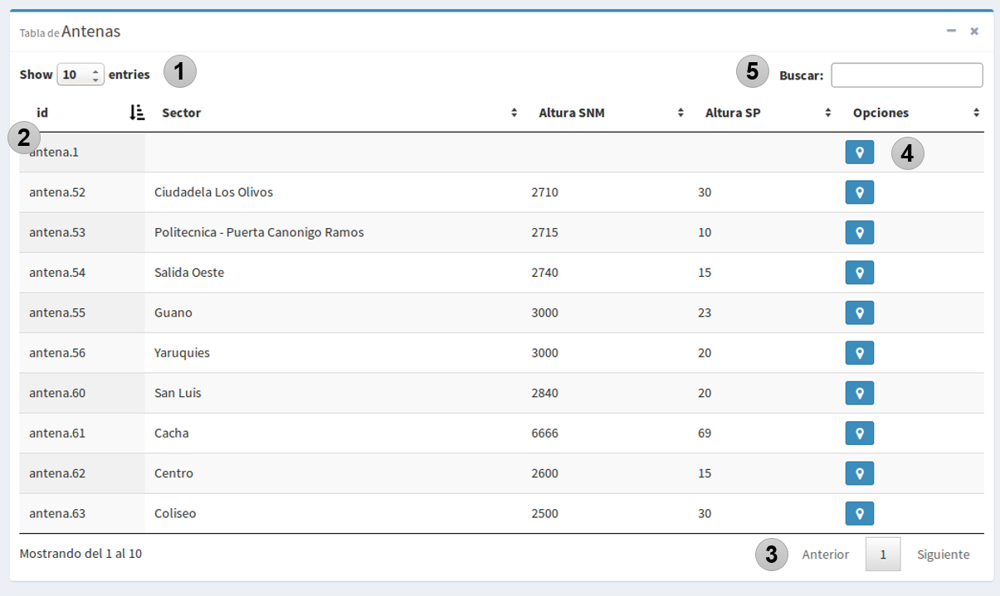 Tabla de Antenas
Show 10 entries 1 5 Buscar:
id Sector Altura SNM Altura SP Opciones
2
antena.1 4
antena.52 Ciudadela Los Olivos 2710 30
antena.53 Politecnica - Puerta Canonigo Ramos 2715 10
antena.54 Salida Oeste 2740 15
antena.55 Guano 3000 23
antena.56 Yaruquies 3000 20
antena.60 San Luis 2840 20
antena.61 Cacha 6666 69
antena.62 Centro 2600 15
antena.63 Coliseo 2500 30
Mostrando del 1 al 10 3 Anterior 1 Siguiente